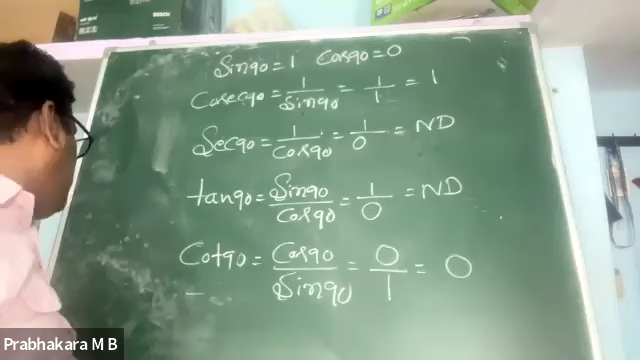 BOSCH
Sin90 = 1 Cos90 = 0
Cosec90 = 1/Sin90 = 1/1 = 1
Sec90 = 1/Cos90 = 1/0 = ND
tan90 = Sin90/Cos90 = 1/0 = ND
Cot90 = Cos90/Sin90 = 0/1 = 0
Prabhakara M B